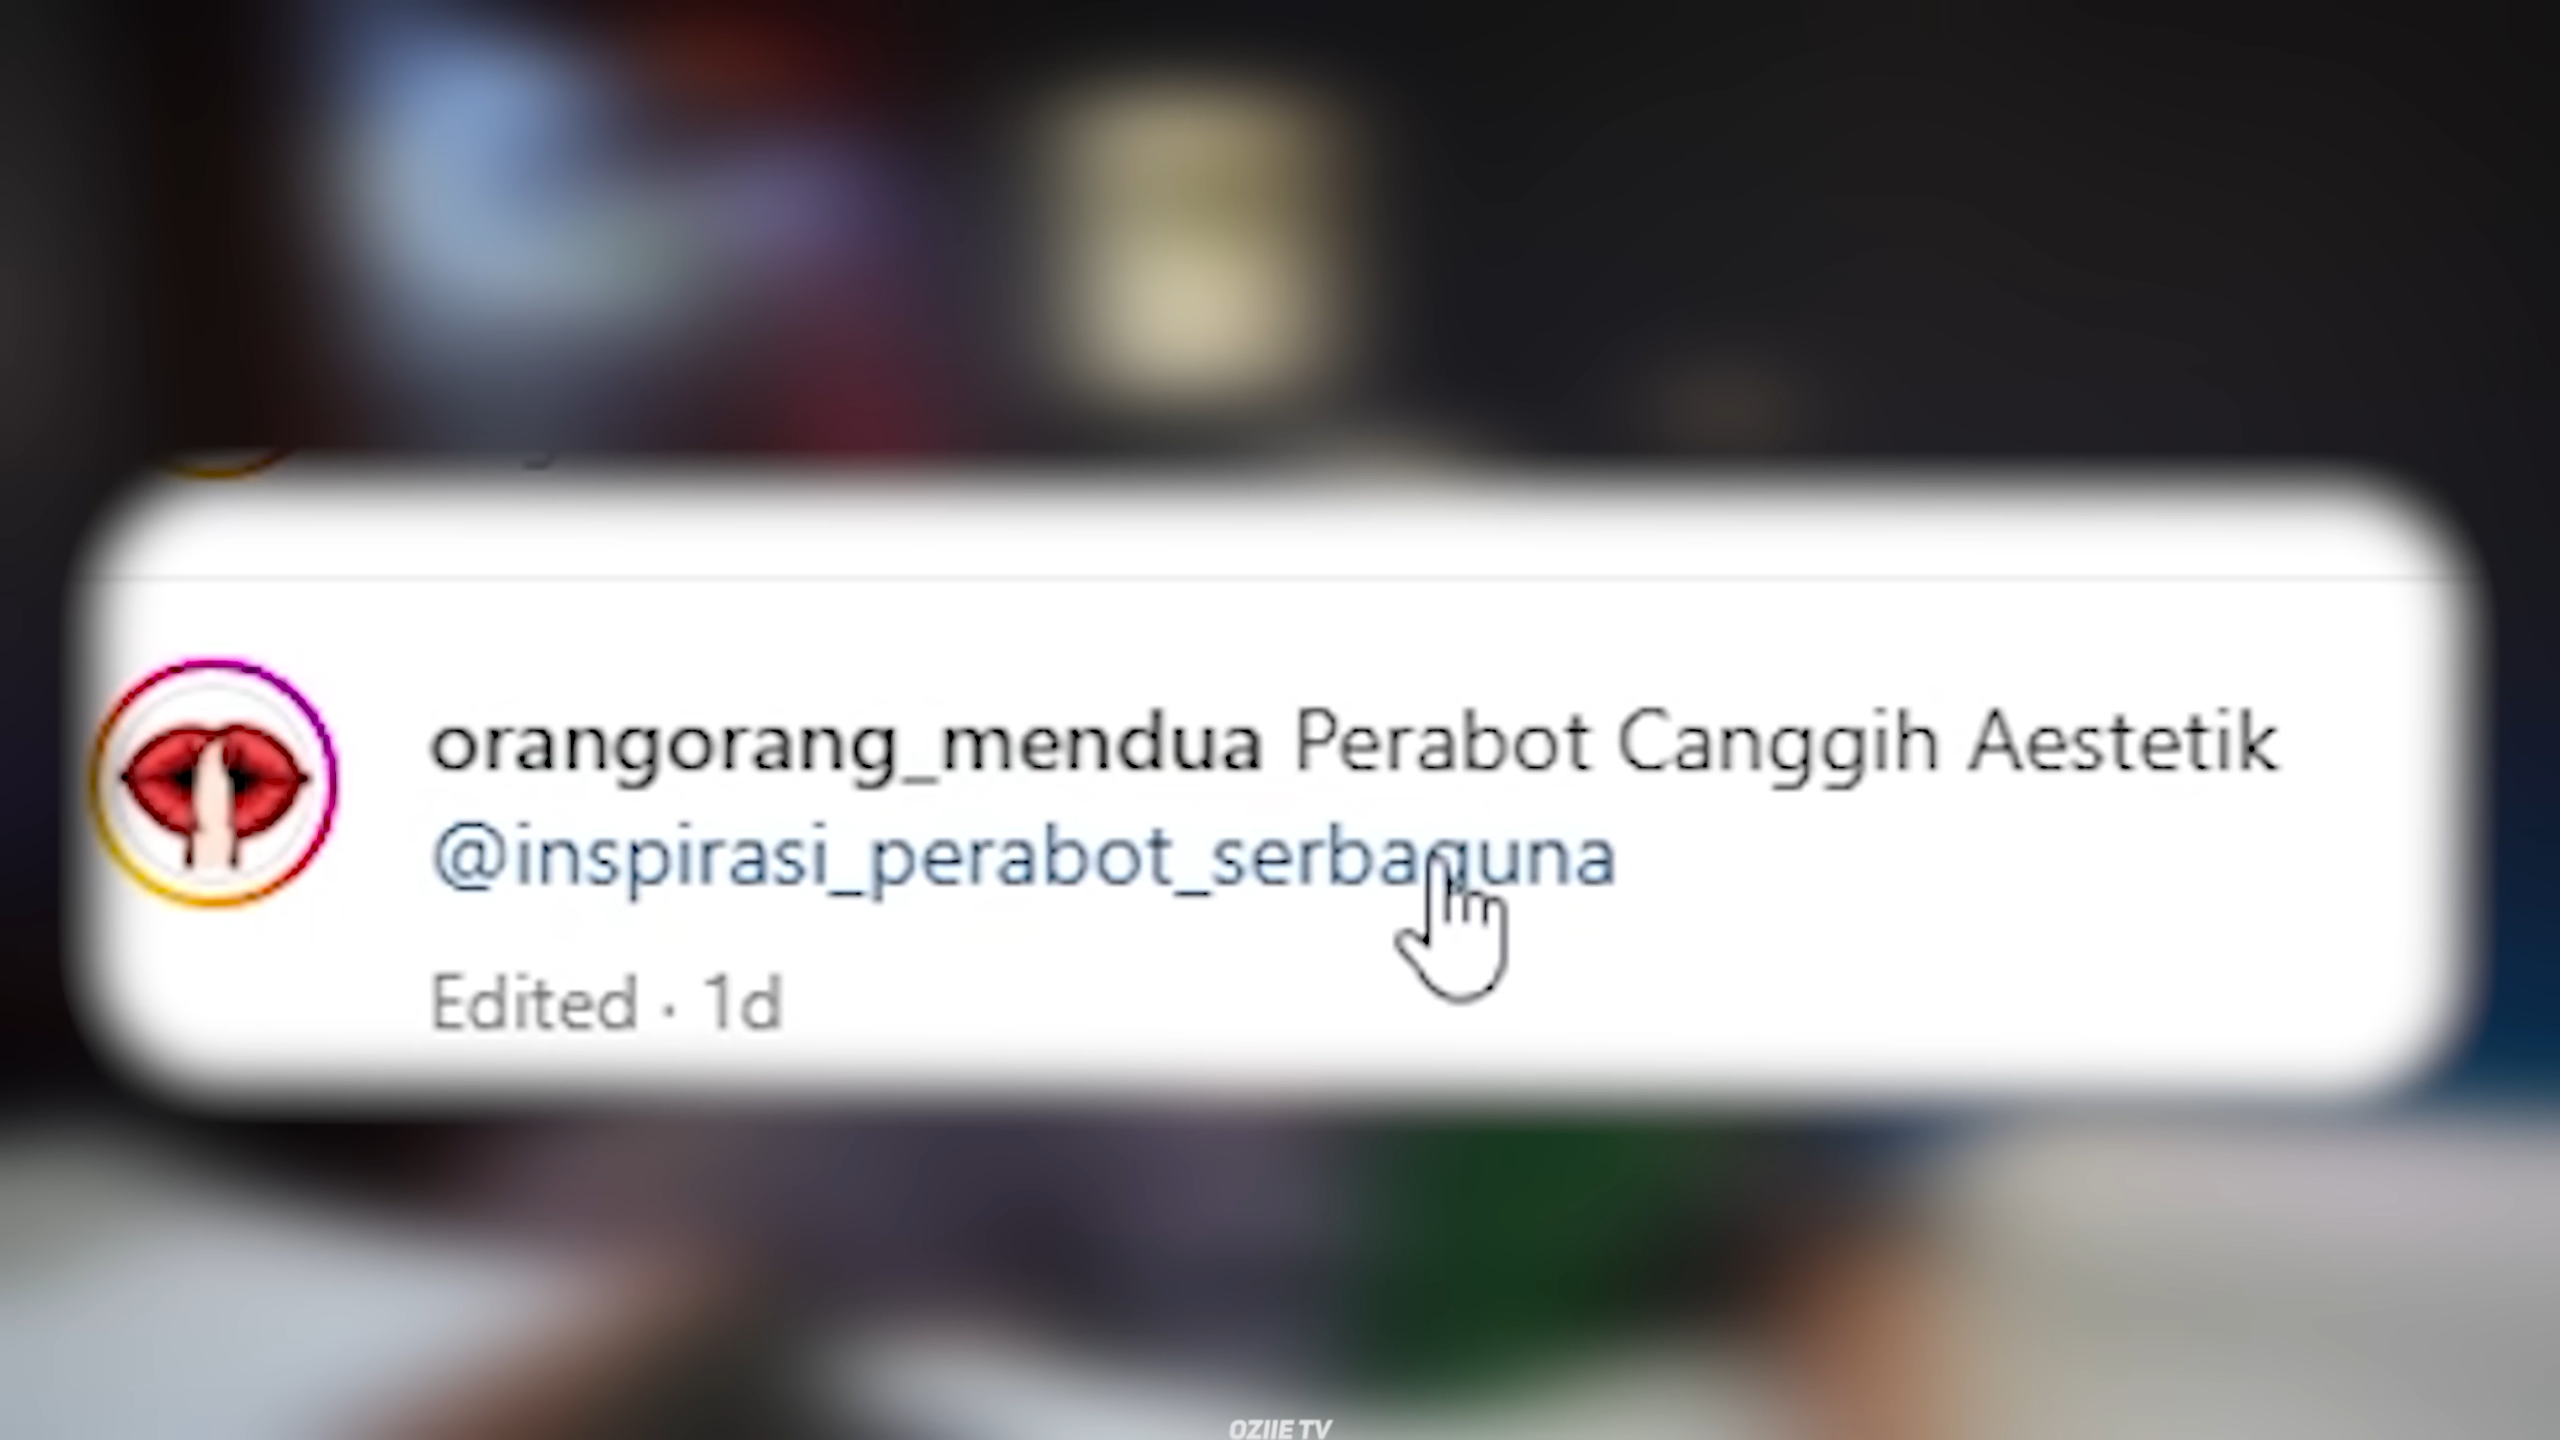 orangorang_mendua Perabot Canggih Aestetik
@inspirasi_perabot_serbaguna
Edited · 1d
OZIIE TV